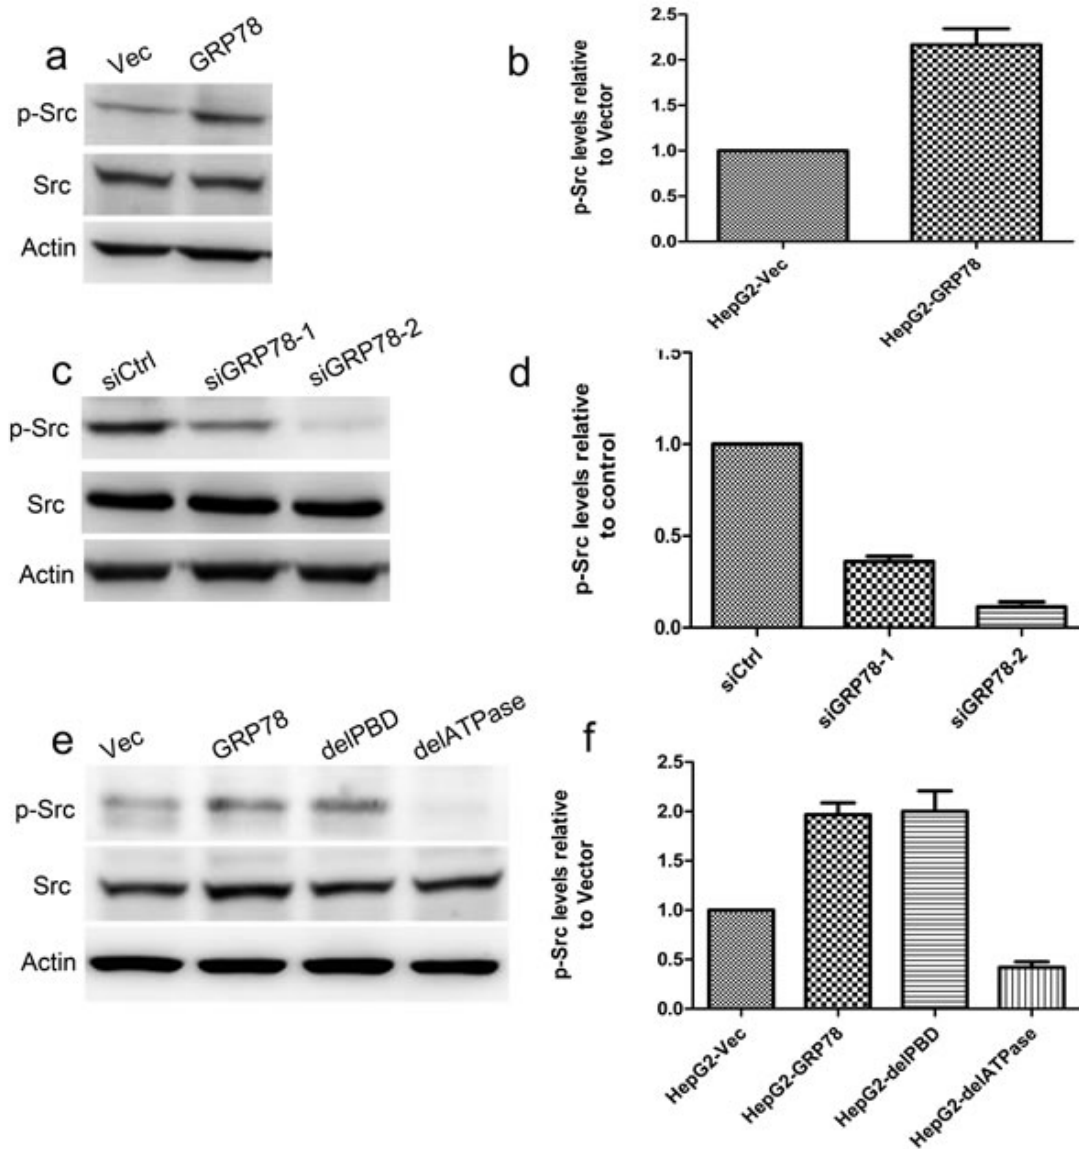 a
Vec
GRP78
p-Src
Src
Actin
b
p-Src levels relative
to Vector
2.5
2.0
1.5
1.0
0.5
0.0
HepG2-Vec
HepG2-GRP78
c
siCtrl
siGRP78-1
siGRP78-2
p-Src
Src
Actin
d
p-Src levels relative
to control
1.5
1.0
0.5
0.0
siCtrl
siGRP78-1
siGRP78-2
e
Vec
GRP78
delPBD
delATPase
p-Src
Src
Actin
f
p-Src levels relative
to Vector
2.5
2.0
1.5
1.0
0.5
0.0
HepG2-Vec
HepG2-GRP78
HepG2-delPBD
HepG2-delATPase